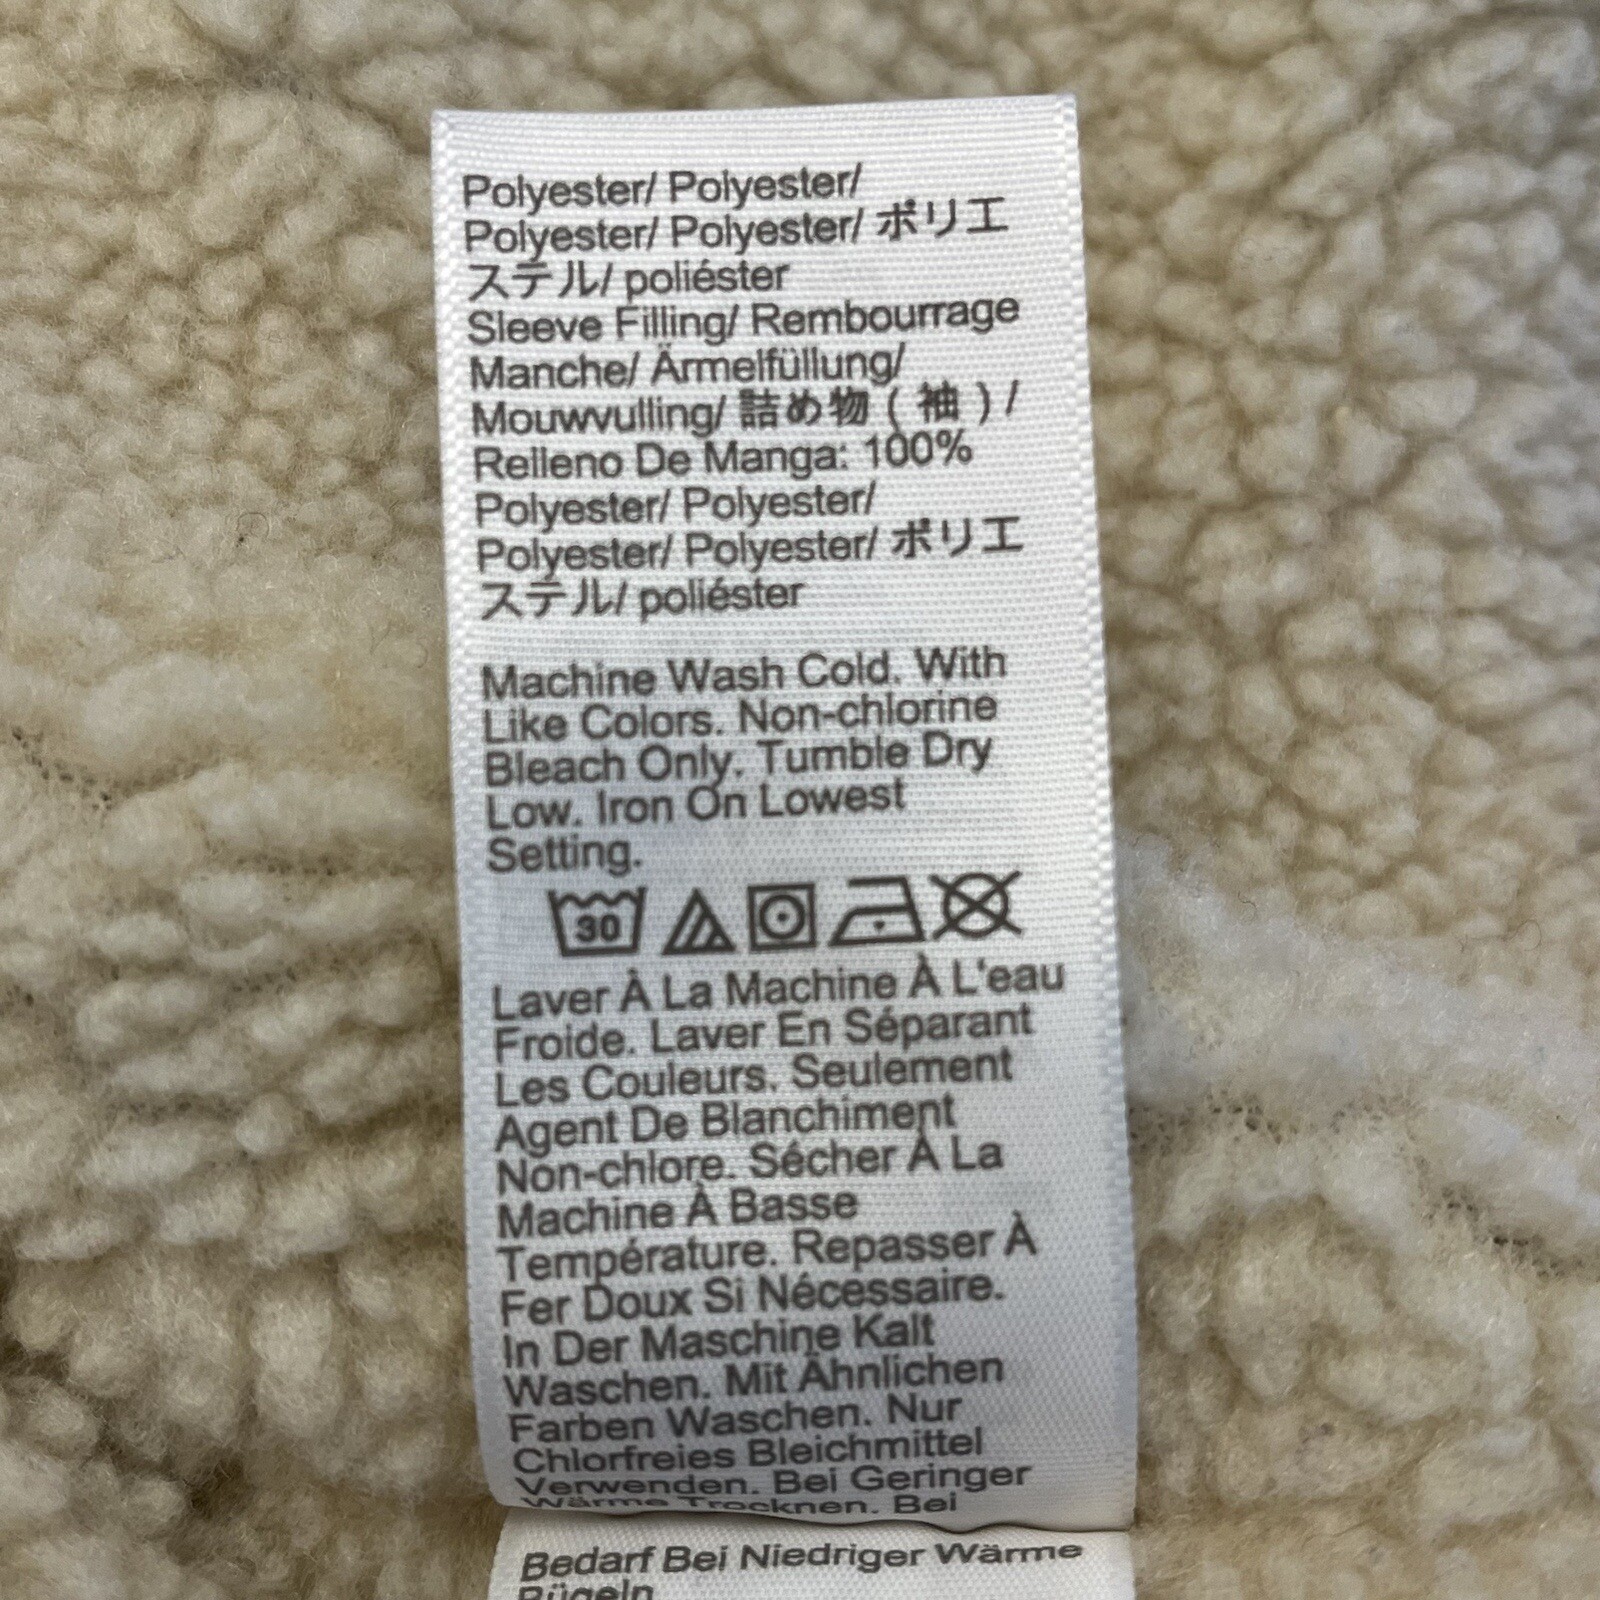 Polyester/ Polyester/
Polyester/ Polyester/ ポリエ
ステル/ poliéster
Sleeve Filling/ Rembourrage
Manche/ Ärmelfüllung/
Mouwvulling/ 詰め物 ( 袖 ) /
Relleno De Manga: 100%
Polyester/ Polyester/
Polyester/ Polyester/ ポリエ
ステル/ poliéster
Machine Wash Cold. With
Like Colors. Non-chlorine
Bleach Only. Tumble Dry
Low. Iron On Lowest
Setting.
30
Laver À La Machine À L'eau
Froide. Laver En Séparant
Les Couleurs. Seulement
Agent De Blanchiment
Non-chlore. Sécher À La
Machine À Basse
Température. Repasser À
Fer Doux Si Nécessaire.
In Der Maschine Kalt
Waschen. Mit Ähnlichen
Farben Waschen. Nur
Chlorfreies Bleichmittel
Verwenden. Bei Geringer
Wärme Trocknen. Bei
Bedarf Bei Niedriger Wärme
Bügeln